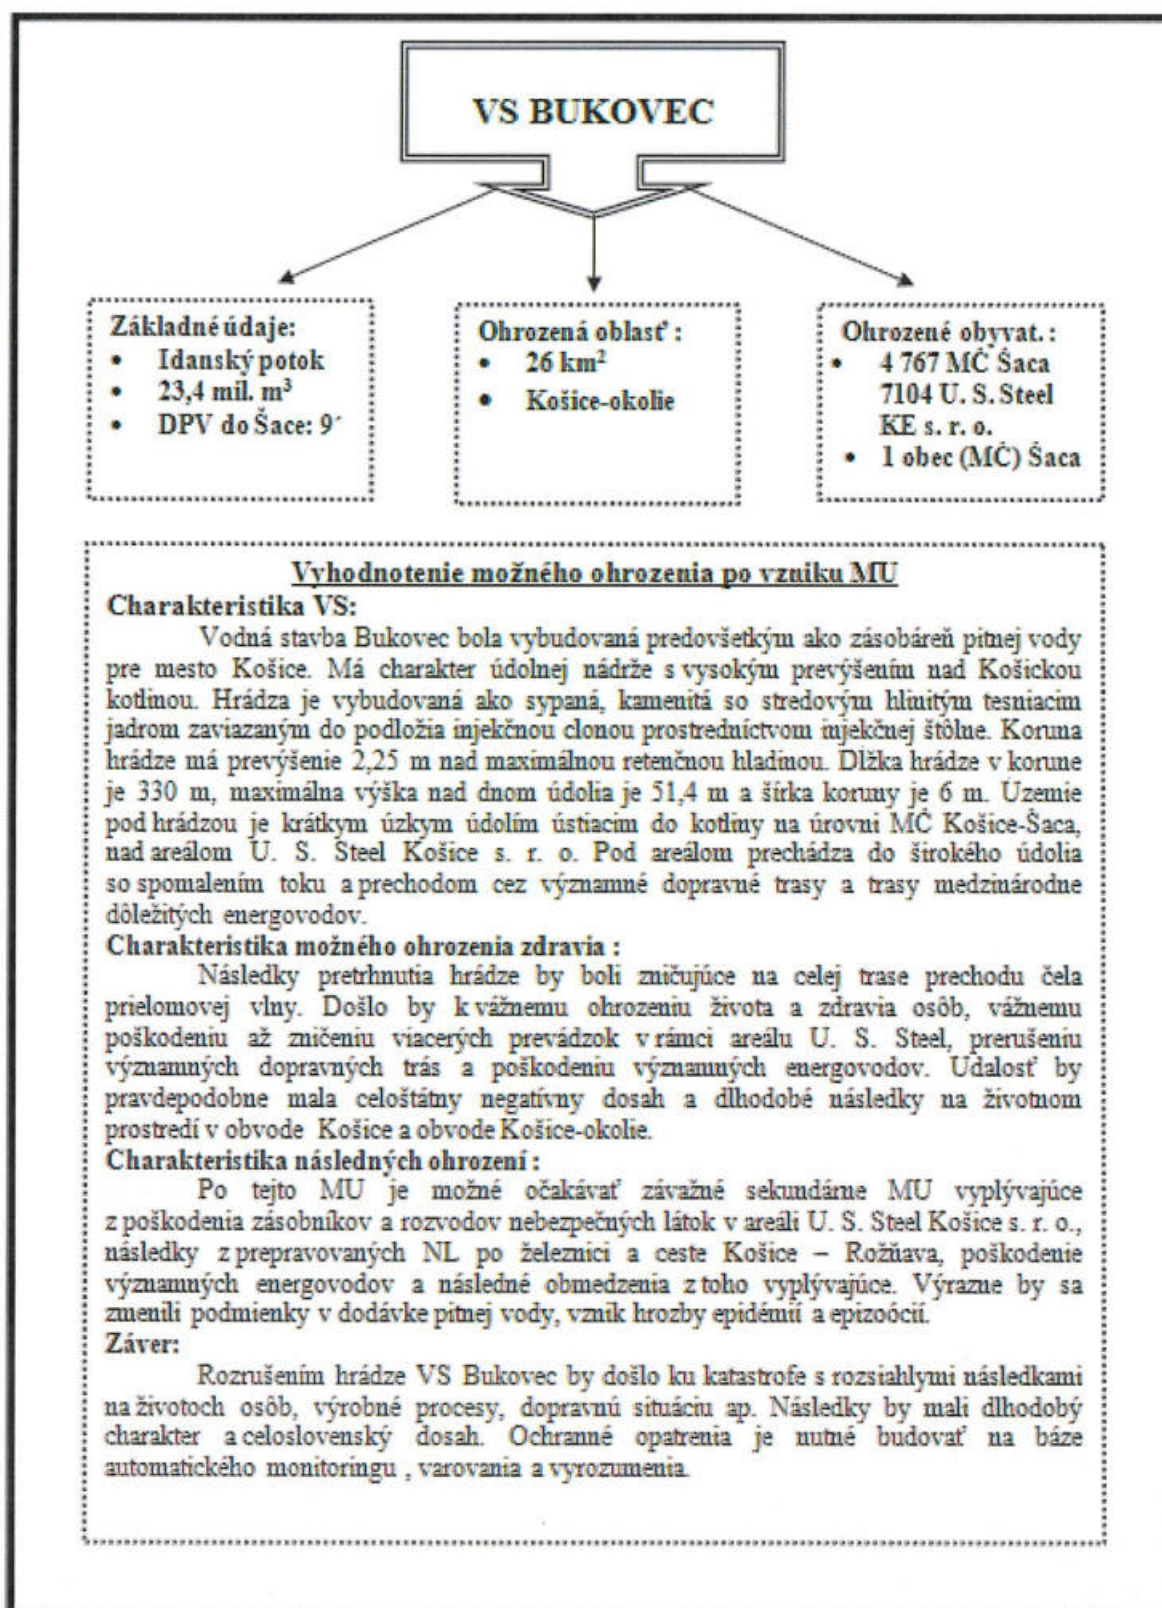 VS BUKOVEC
Základné údaje:
• Idanský potok
• 23,4 mil. m³
• DPV do Šace: 9´
Ohrozená oblasť :
• 26 km²
• Košice-okolie
Ohrozené obyvat. :
• 4 767 MČ Šaca
7104 U. S. Steel
KE s. r. o.
• 1 obec (MČ) Šaca
Vyhodnotenie možného ohrozenia po vzniku MU
Charakteristika VS:
Vodná stavba Bukovec bola vybudovaná predovšetkým ako zásobáreň pitnej vody
pre mesto Košice. Má charakter údolnej nádrže s vysokým prevýšením nad Košickou
kotlinou. Hrádza je vybudovaná ako sypaná, kamenitá so stredovým hlinitým tesniacim
jadrom zaviazaným do podložia injekčnou clonou prostredníctvom injekčnej štôlne. Koruna
hrádze má prevýšenie 2,25 m nad maximálnou retenčnou hladinou. Dĺžka hrádze v korune
je 330 m, maximálna výška nad dnom údolia je 51,4 m a šírka koruny je 6 m. Územie
pod hrádzou je krátkym úzkym údolím ústiacim do kotliny na úrovni MČ Košice-Šaca,
nad areálom U. S. Steel Košice s. r. o. Pod areálom prechádza do širokého údolia
so spomalením toku a prechodom cez významné dopravné trasy a trasy medzinárodne
dôležitých energovodov.
Charakteristika možného ohrozenia zdravia :
Následky pretrhnutia hrádze by boli zničujúce na celej trase prechodu čela
prielomovej vlny. Došlo by k vážnemu ohrozeniu života a zdravia osôb, vážnemu
poškodeniu až zničeniu viacerých prevádzok v rámci areálu U. S. Steel, prerušeniu
významných dopravných trás a poškodeniu významných energovodov. Udalosť by
pravdepodobne mala celoštátny negatívny dosah a dlhodobé následky na životnom
prostredí v obvode Košice a obvode Košice-okolie.
Charakteristika následných ohrození :
Po tejto MU je možné očakávať závažné sekundárne MU vyplývajúce
z poškodenia zásobníkov a rozvodov nebezpečných látok v areáli U. S. Steel Košice s. r. o.,
následky z prepravovaných NL po železnici a ceste Košice – Rožňava, poškodenie
významných energovodov a následné obmedzenia z toho vyplývajúce. Výrazne by sa
zmenili podmienky v dodávke pitnej vody, vznik hrozby epidémií a epizoócií.
Záver:
Rozrušením hrádze VS Bukovec by došlo ku katastrofe s rozsiahlymi následkami
na životoch osôb, výrobné procesy, dopravnú situáciu ap. Následky by mali dlhodobý
charakter a celoslovenský dosah. Ochranné opatrenia je nutné budovať na báze
automatického monitoringu , varovania a vyrozumenia.